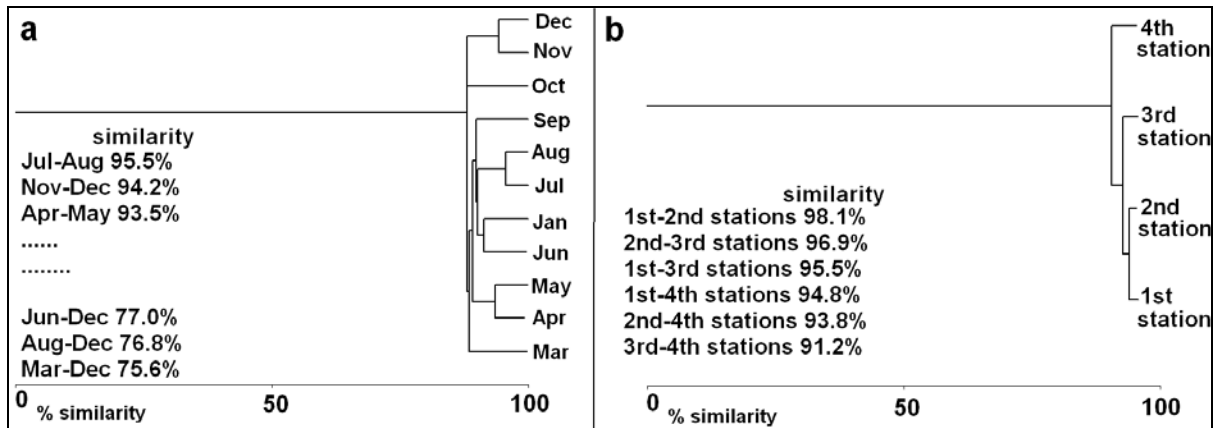 a
Dec
Nov
Oct
Sep
Aug
Jul
Jan
Jun
May
Apr
Mar
similarity
Jul-Aug 95.5%
Nov-Dec 94.2%
Apr-May 93.5%
......
........
Jun-Dec 77.0%
Aug-Dec 76.8%
Mar-Dec 75.6%
0 50 100
% similarity
b
4th
station
3rd
station
2nd
station
1st
station
similarity
1st-2nd stations 98.1%
2nd-3rd stations 96.9%
1st-3rd stations 95.5%
1st-4th stations 94.8%
2nd-4th stations 93.8%
3rd-4th stations 91.2%
0 50 100
% similarity